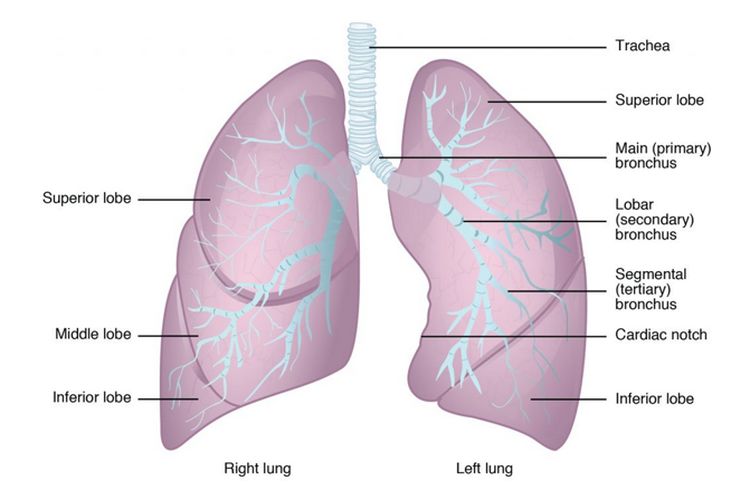 Trachea
Superior lobe
Main (primary)
bronchus
Superior lobe
Lobar
(secondary)
bronchus
Segmental
(tertiary)
bronchus
Middle lobe
Cardiac notch
Inferior lobe
Inferior lobe
Right lung
Left lung